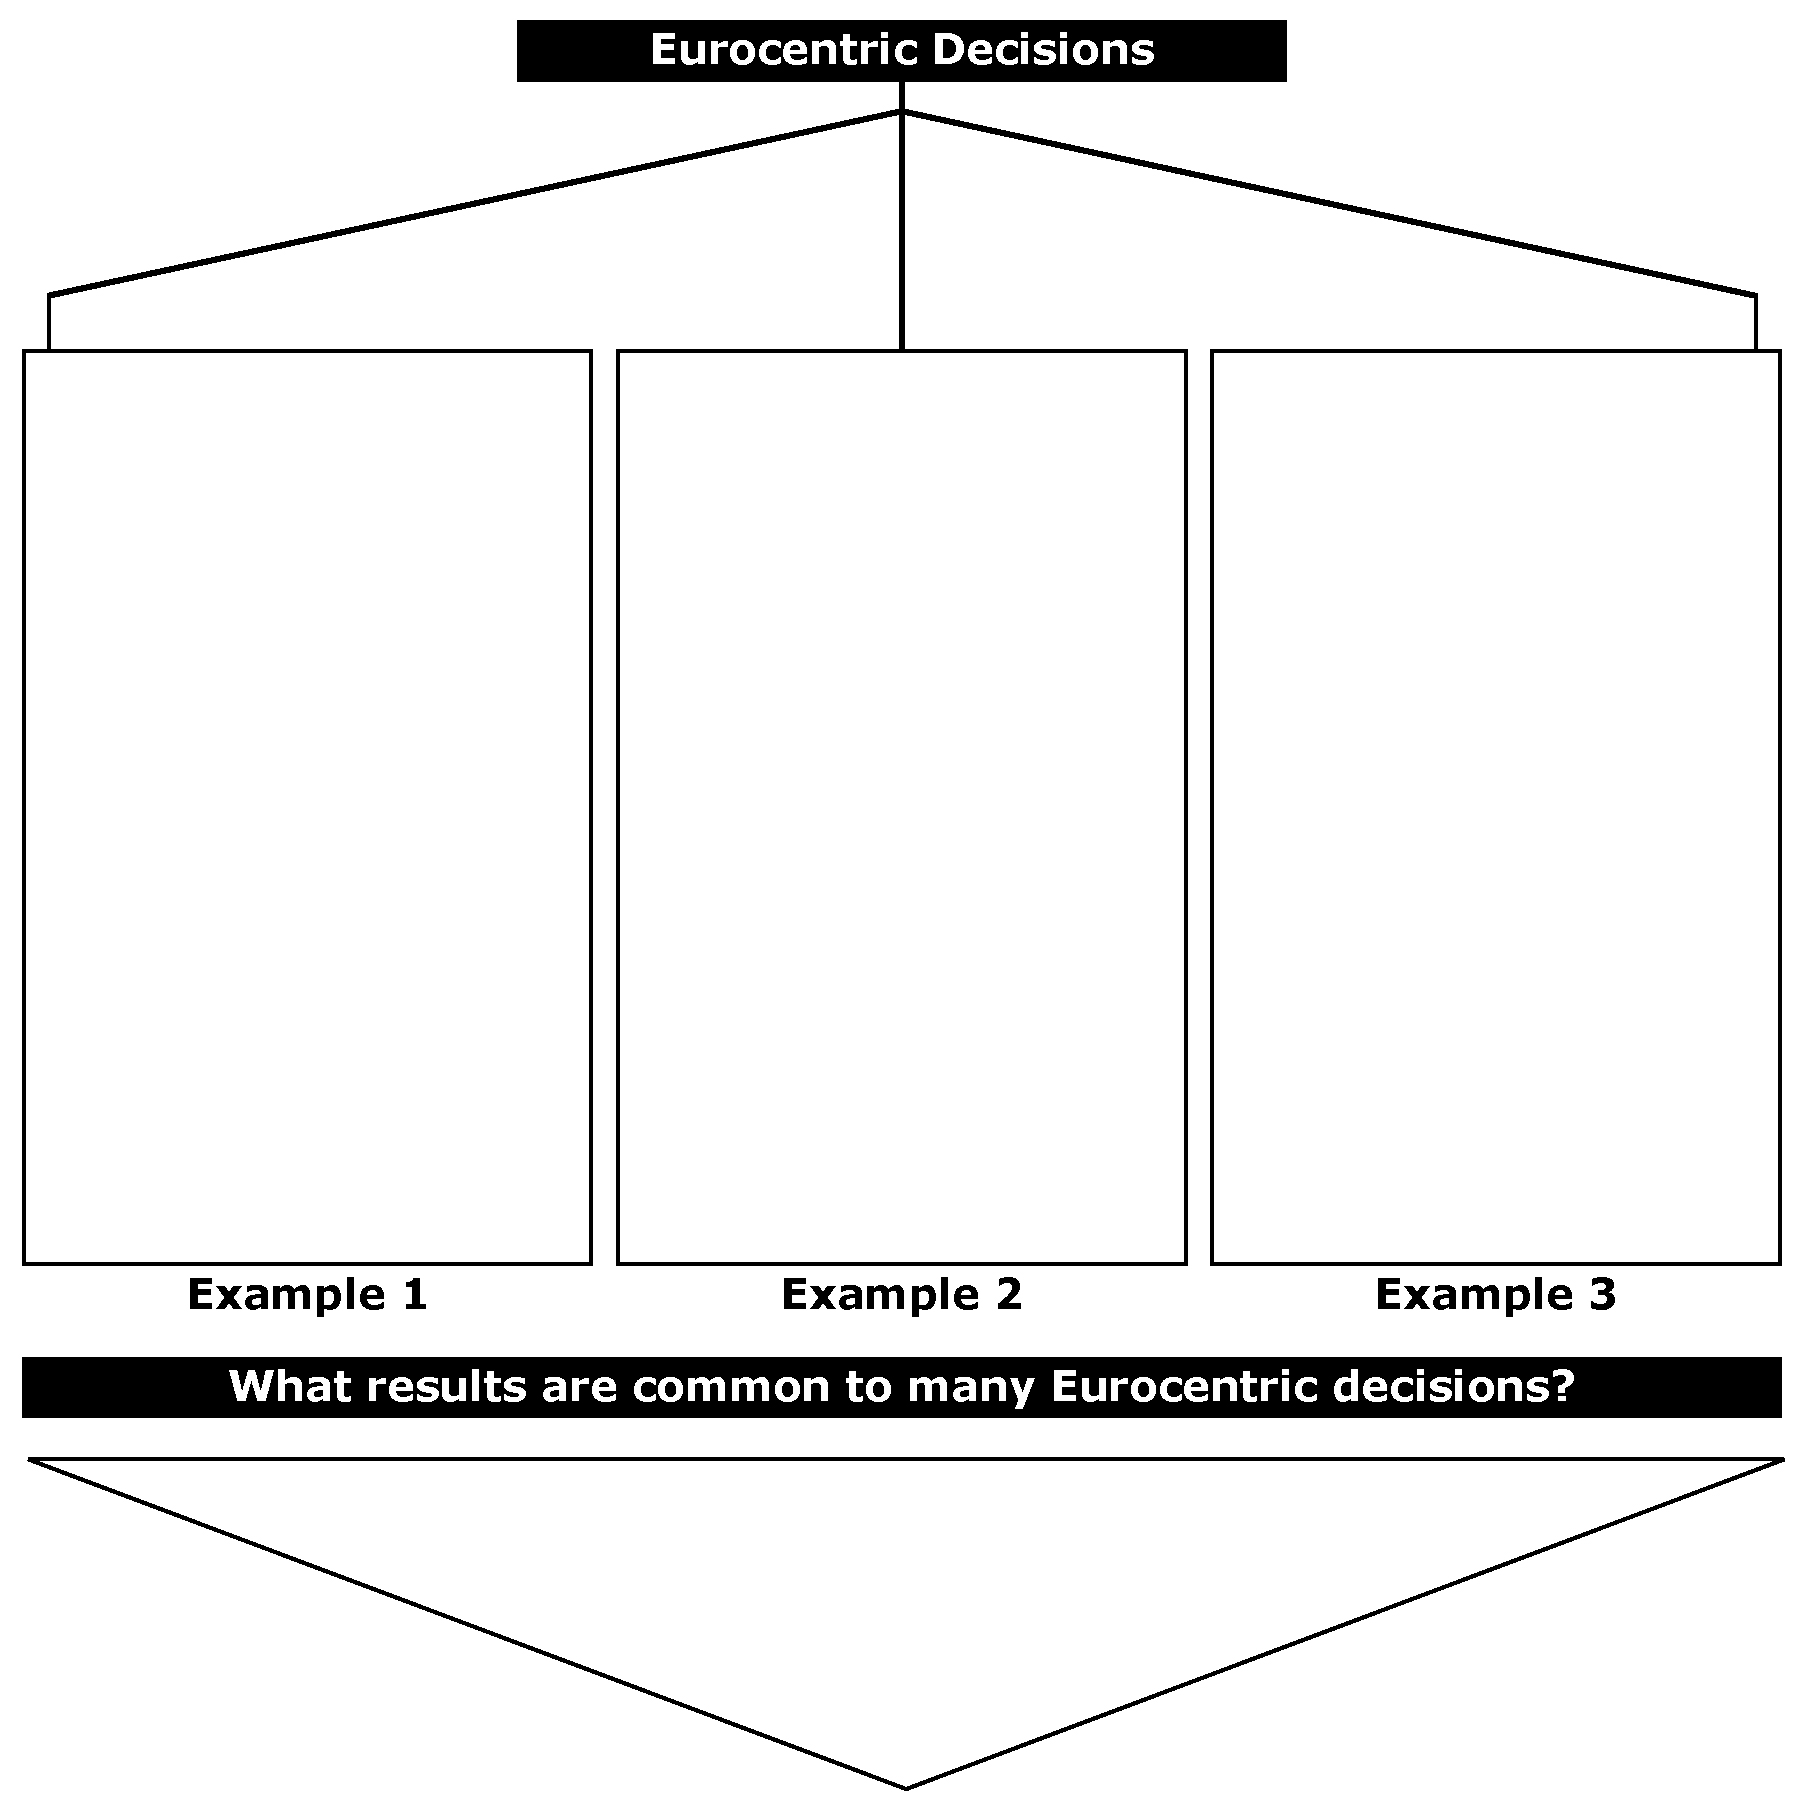 Eurocentric Decisions
Example 1
Example 2
Example 3
What results are common to many Eurocentric decisions?